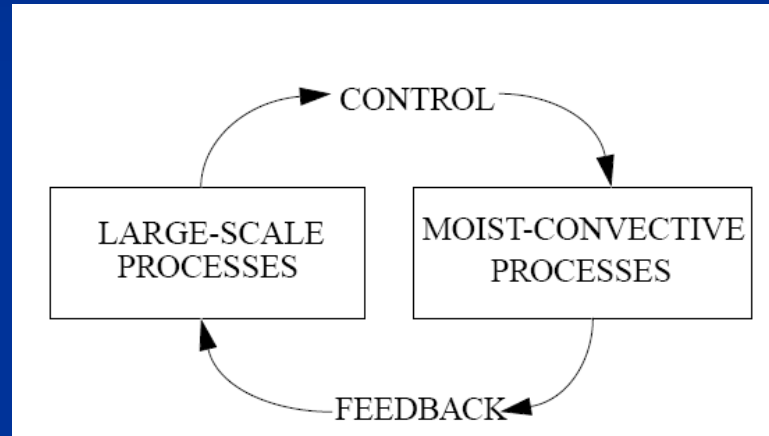 CONTROL
LARGE-SCALE
PROCESSES
MOIST-CONVECTIVE
PROCESSES
FEEDBACK